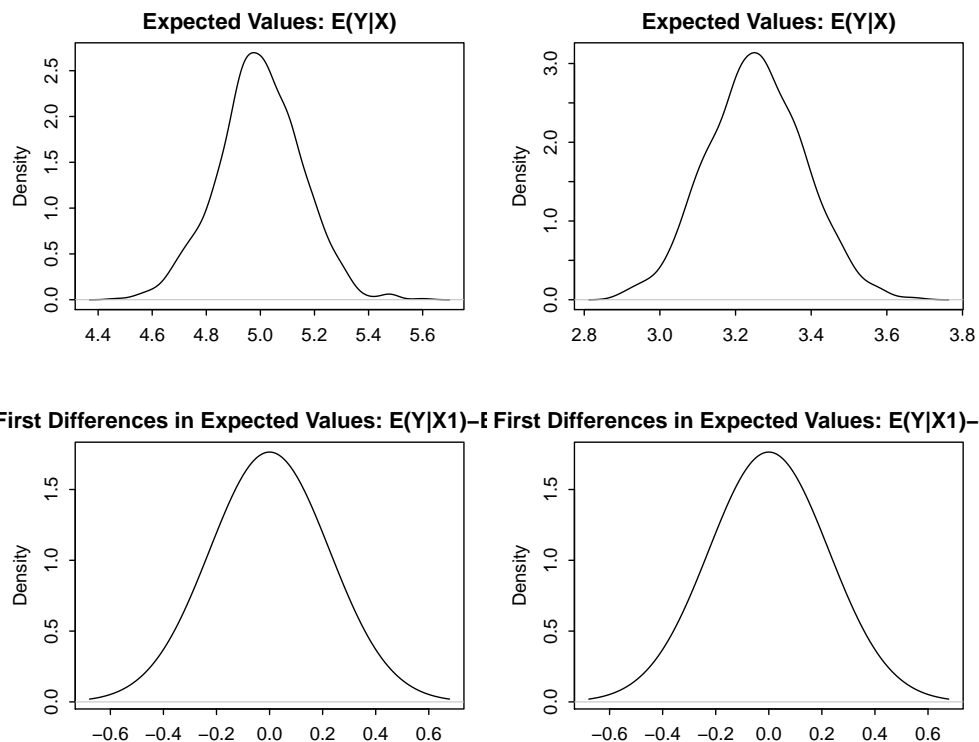 Expected Values: E(Y|X)
Density
0.0 0.5 1.0 1.5 2.0 2.5
4.4 4.6 4.8 5.0 5.2 5.4 5.6
Expected Values: E(Y|X)
Density
0.0 1.0 2.0 3.0
2.8 3.0 3.2 3.4 3.6 3.8
First Differences in Expected Values: E(Y|X1)−E
Density
0.0 0.5 1.0 1.5
−0.6 −0.4 −0.2 0.0 0.2 0.4 0.6
First Differences in Expected Values: E(Y|X1)−
Density
0.0 0.5 1.0 1.5
−0.6 −0.4 −0.2 0.0 0.2 0.4 0.6